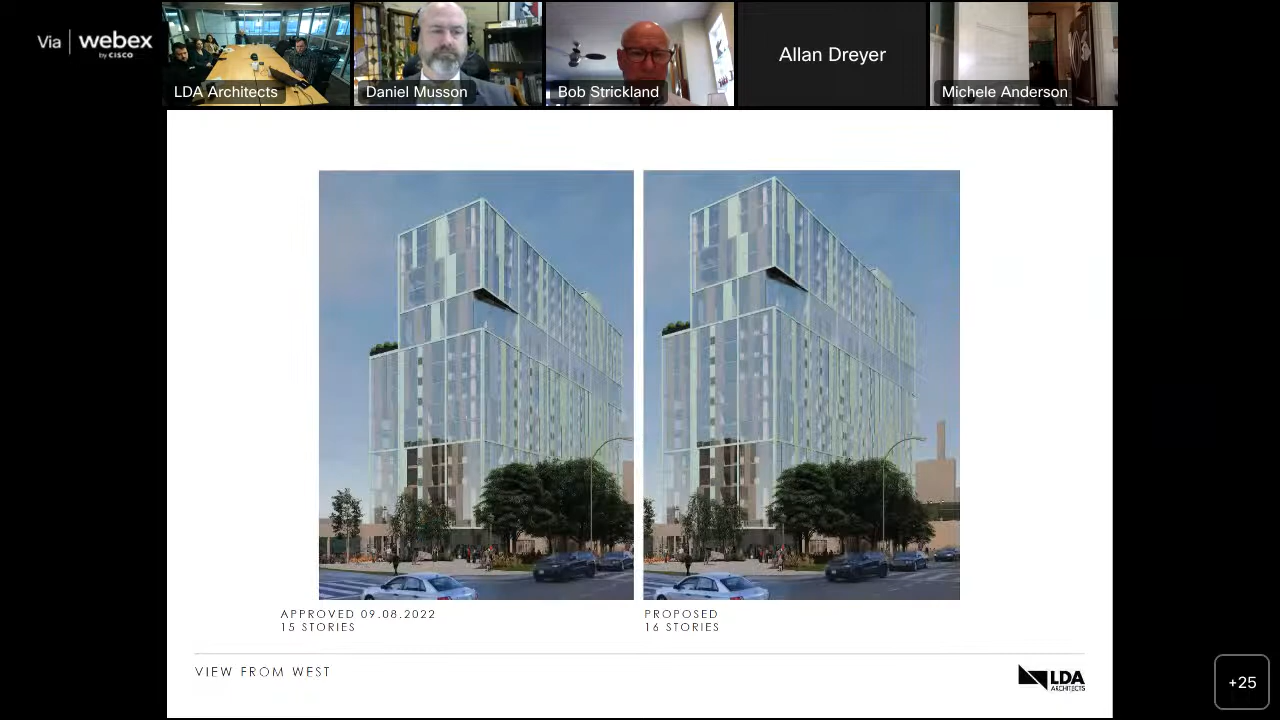 Via | webex
by CISCO
LDA Architects
Daniel Musson
Bob Strickland
Allan Dreyer
Michele Anderson
APPROVED 09.08.2022
15 STORIES
PROPOSED
16 STORIES
VIEW FROM WEST
LDA
ARCHITECTS
+25